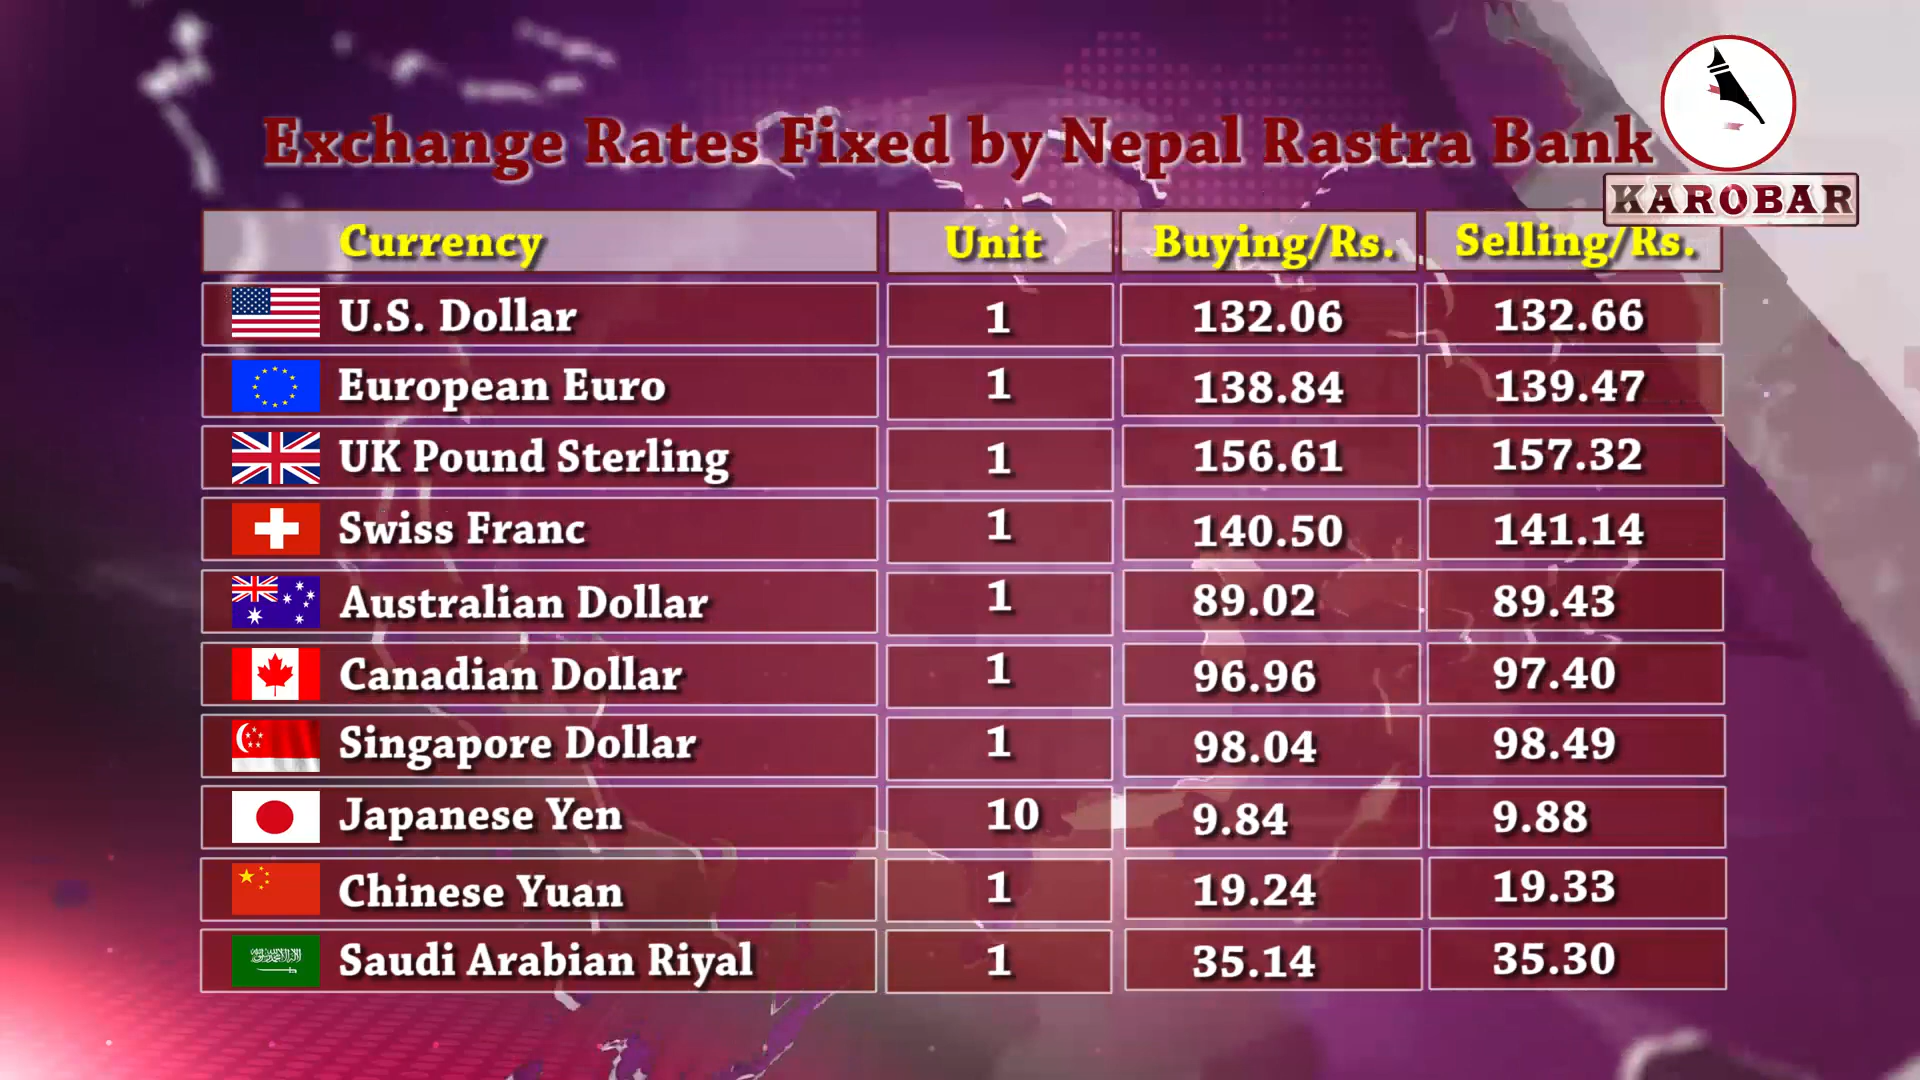 Exchange Rates Fixed by Nepal Rastra Bank
KAROBAR
Currency Unit Buying/Rs. Selling/Rs.
U.S. Dollar 1 132.06 132.66
European Euro 1 138.84 139.47
UK Pound Sterling 1 156.61 157.32
Swiss Franc 1 140.50 141.14
Australian Dollar 1 89.02 89.43
Canadian Dollar 1 96.96 97.40
Singapore Dollar 1 98.04 98.49
Japanese Yen 10 9.84 9.88
Chinese Yuan 1 19.24 19.33
Saudi Arabian Riyal 1 35.14 35.30